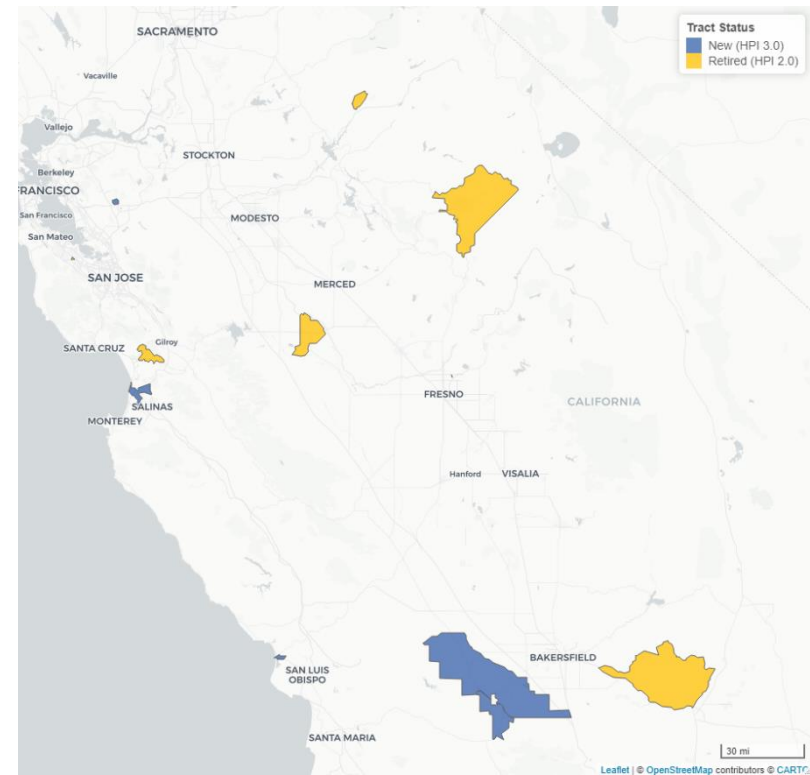 SACRAMENTO
Tract Status
New (HPI 3.0)
Retired (HPI 2.0)
Vacaville
Vallejo
STOCKTON
Berkeley
FRANCISCO
San Francisco
MODESTO
San Mateo
SAN JOSE
MERCED
SANTA CRUZ
Gilroy
SALINAS
MONTEREY
FRESNO
CALIFORNIA
Hanford
VISALIA
BAKERSFIELD
SAN LUIS
OBISPO
SANTA MARIA
30 mi
Leaflet | © OpenStreetMap contributors © CARTO